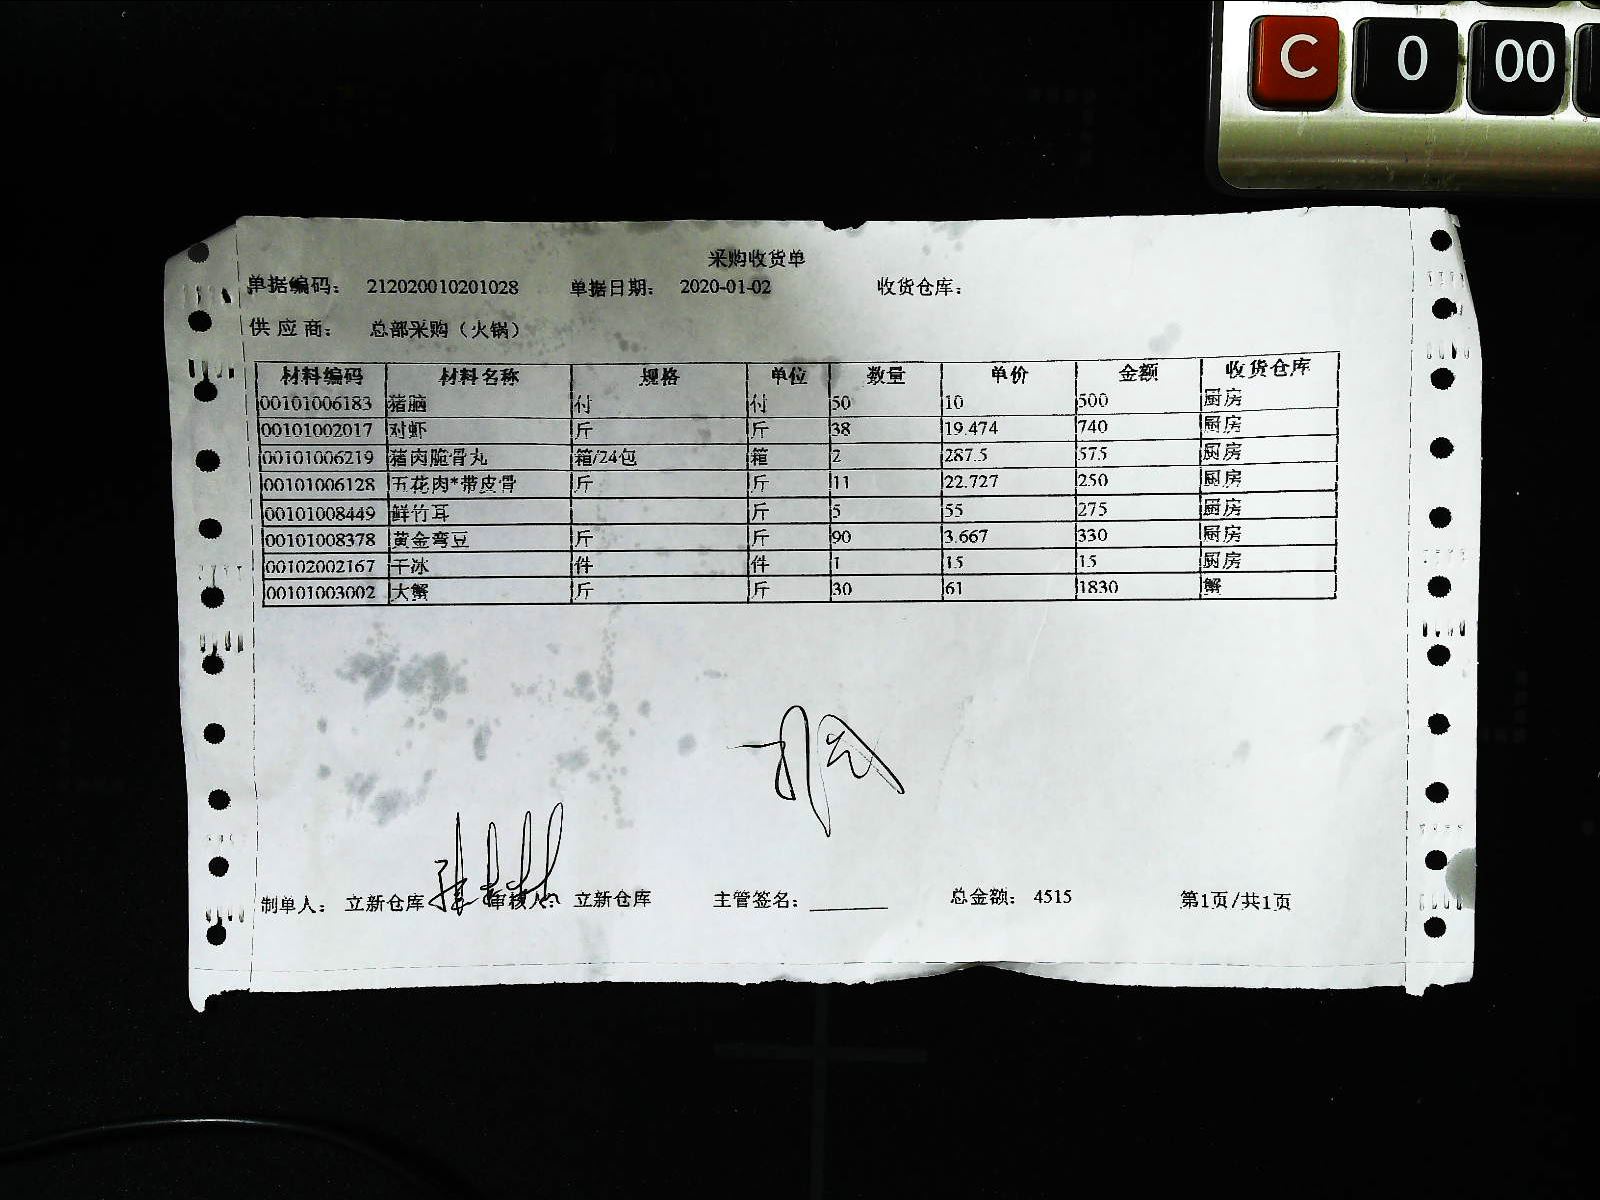 C 0 00
采购收货单
单据编码： 212020010201028 单据日期： 2020-01-02 收货仓库：
供 应 商： 总部采购（火锅）
材料编码 材料名称 规格 单位 数量 单价 金额 收货仓库
00101006183 猪脑 付 付 50 10 500 厨房
00101002017 对虾 斤 斤 38 19.474 740 厨房
00101006219 猪肉脆骨丸 箱/24包 箱 2 287.5 575 厨房
00101006128 五花肉*带皮骨 斤 斤 11 22.727 250 厨房
00101008449 鲜竹耳 斤 5 55 275 厨房
00101008378 黄金弯豆 斤 斤 90 3.667 330 厨房
00102002167 干冰 件 件 1 15 15 厨房
00101003002 大蟹 斤 斤 30 61 1830 蟹
制单人： 立新仓库 审核人： 立新仓库 主管签名：________ 总金额： 4515 第1页/共1页